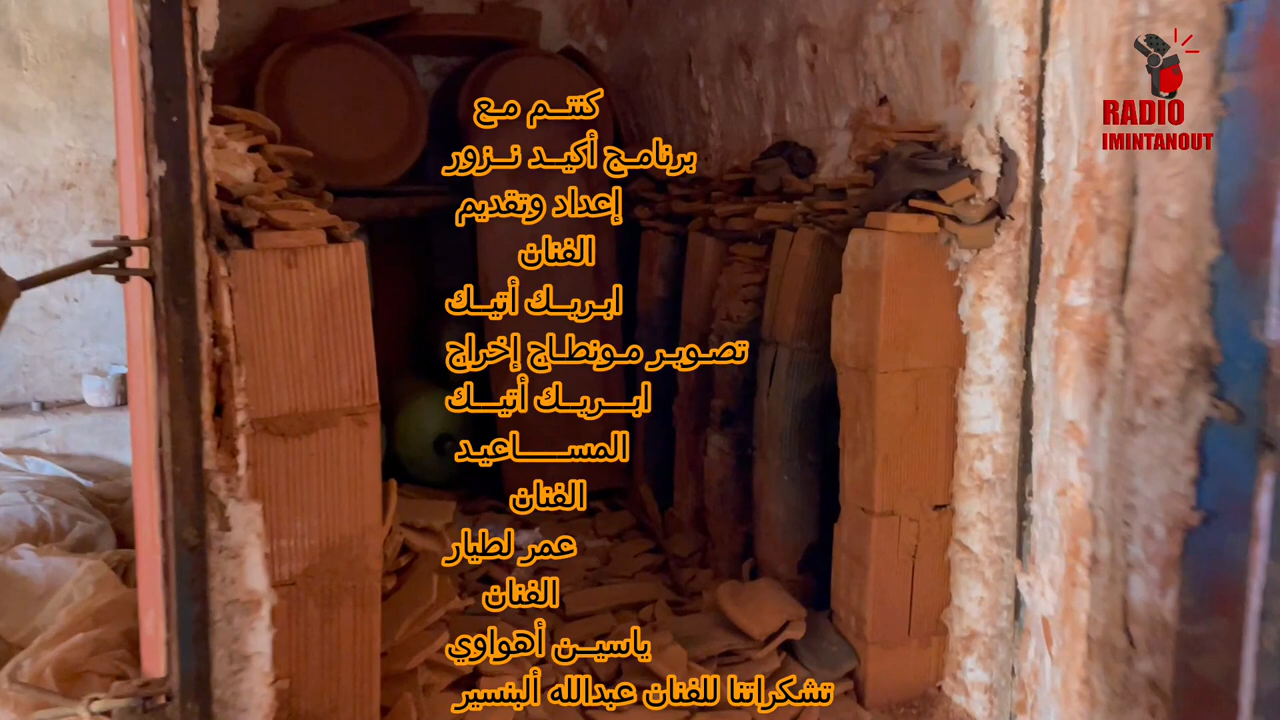 كنتم مع
برنامج أكيد نزور
إعداد وتقديم
الفنان
ابريك أتيك
تصوير مونطاج إخراج
ابريك أتيك
المساعيد
الفنان
عمر لطيار
الفنان
ياسين أهواوي
تشكراتنا للفنان عبدالله ألبنسير
RADIO
IMINTANOUT